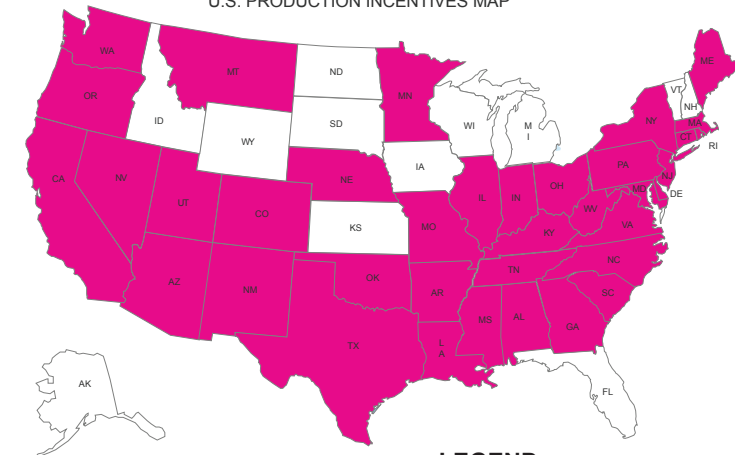 U.S. PRODUCTION INCENTIVES MAP
WA
MT
ND
MN
ME
VT
NH
OR
ID
SD
WI
M
I
NY
MA
CT
RI
WY
IA
PA
NJ
NE
IL
IN
OH
MD
DE
CA
NV
UT
CO
KS
MO
WV
VA
KY
AZ
NM
OK
AR
TN
NC
SC
MS
AL
GA
TX
L
A
AK
FL
LEGEND